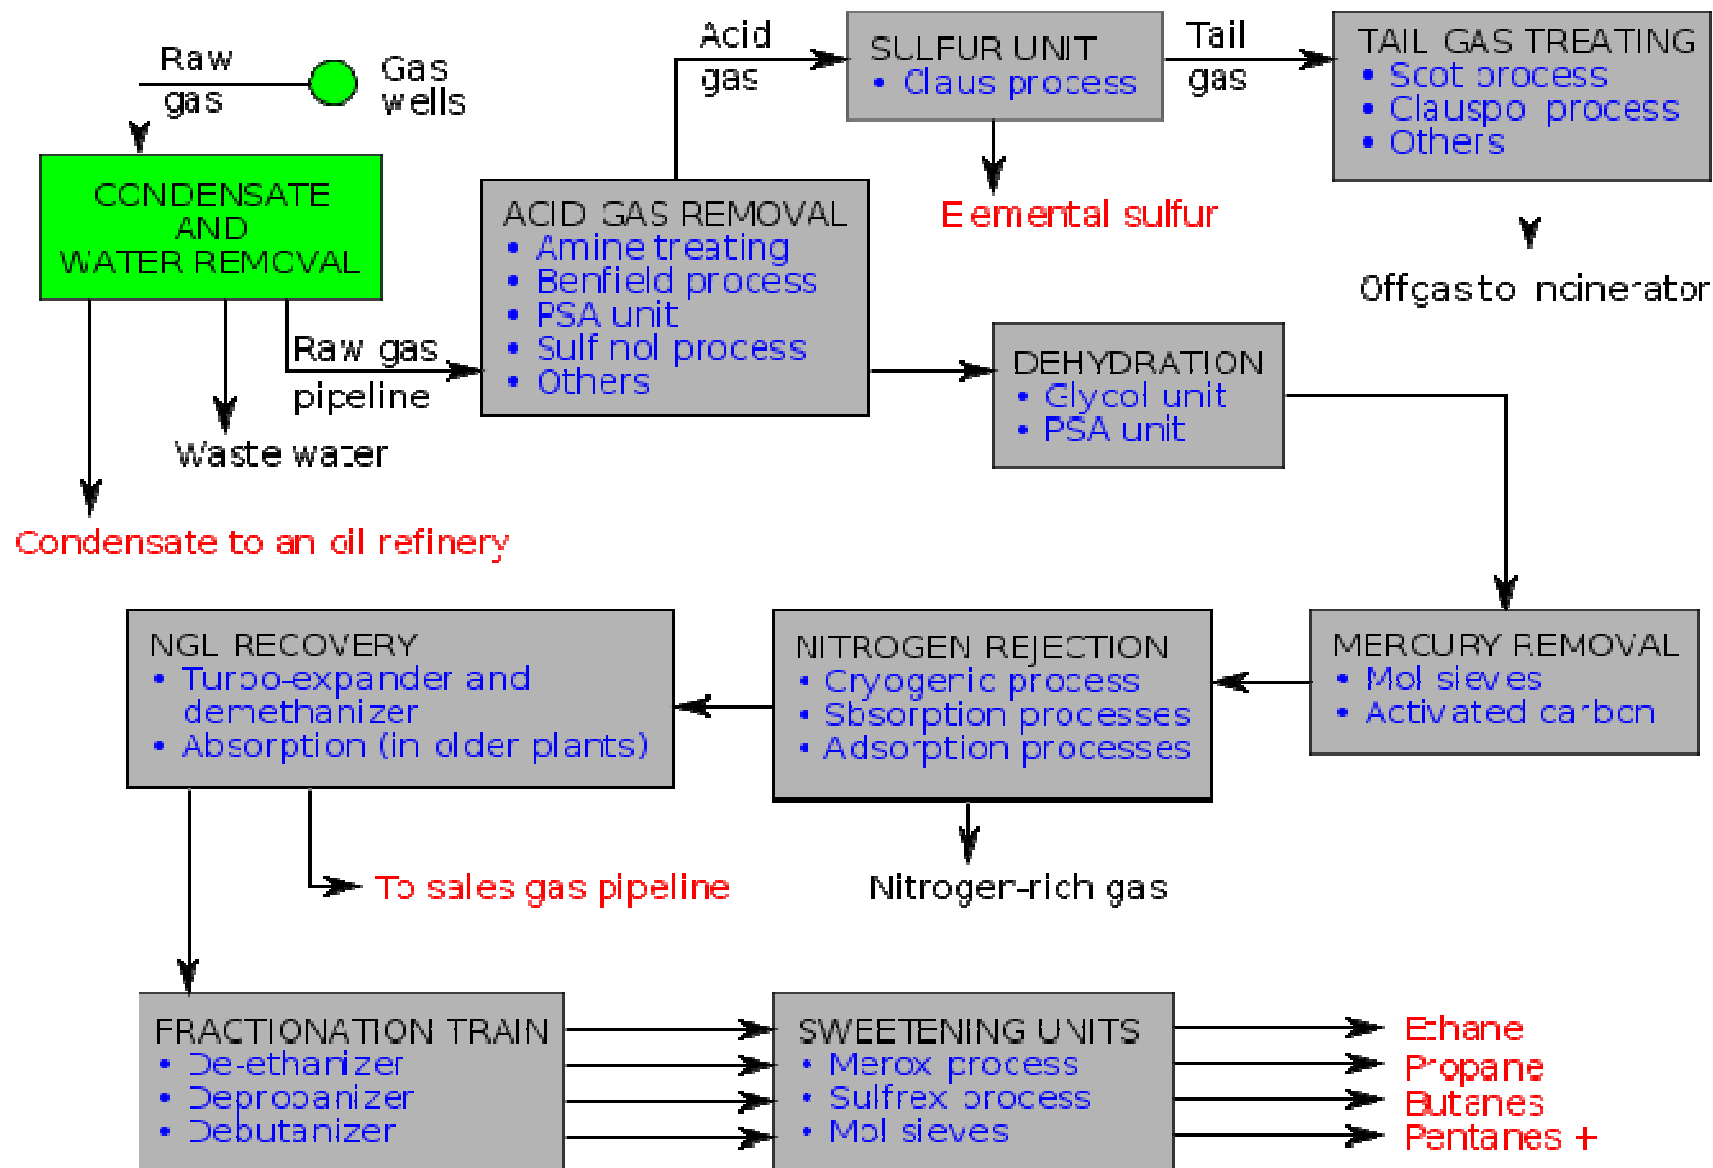 Raw
gas
Gas
wells
CONDENSATE
AND
WATER REMOVAL
Raw gas
pipeline
Waste water
Condensate to an oil refinery
ACID GAS REMOVAL
• Amine treating
• Benfield process
• PSA unit
• Sulfinol process
• Others
Acid
gas
SULFUR UNIT
• Claus process
Elemental sulfur
Tail
gas
TAIL GAS TREATING
• Scot process
• Clauspol process
• Others
Offgas to incinerator
DEHYDRATION
• Glycol unit
• PSA unit
MERCURY REMOVAL
• Mol sieves
• Activated carbon
NITROGEN REJECTION
• Cryogenic process
• Sbsorption processes
• Adsorption processes
Nitrogen-rich gas
NGL RECOVERY
• Turbo-expander and
demethanizer
• Absorption (in older plants)
To sales gas pipeline
FRACTIONATION TRAIN
• De-ethanizer
• Depropanizer
• Debutanizer
SWEETENING UNITS
• Merox process
• Sulfrex process
• Mol sieves
Ethane
Propane
Butanes
Pentanes +